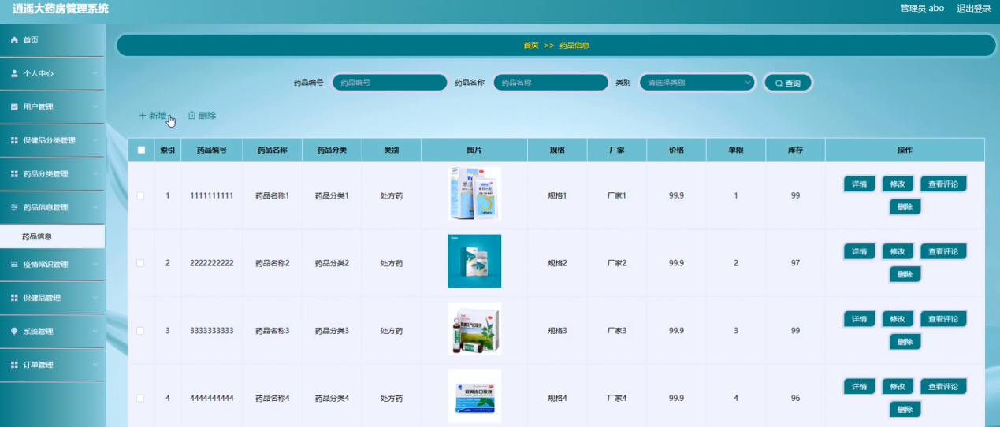 逍遥大药房管理系统
管理员 abo 退出登录
首页
个人中心
用户管理
保健品分类管理
药品分类管理
药品信息管理
药品信息
疫情常识管理
保健品管理
系统管理
订单管理
首页 >> 药品信息
药品编号 药品编号 药品名称 药品名称 类别 请选择类别 查询
新增 删除
索引 药品编号 药品名称 药品分类 类别 图片 规格 厂家 价格 单限 库存 操作
1 1111111111 药品名称1 药品分类1 处方药 规格1 厂家1 99.9 1 99 详情 修改 查看评论
删除
2 2222222222 药品名称2 药品分类2 处方药 规格2 厂家2 99.9 2 97 详情 修改 查看评论
删除
3 3333333333 药品名称3 药品分类3 处方药 规格3 厂家3 99.9 3 99 详情 修改 查看评论
删除
双黄连口服液
4 4444444444 药品名称4 药品分类4 处方药 规格4 厂家4 99.9 4 96 详情 修改 查看评论
删除